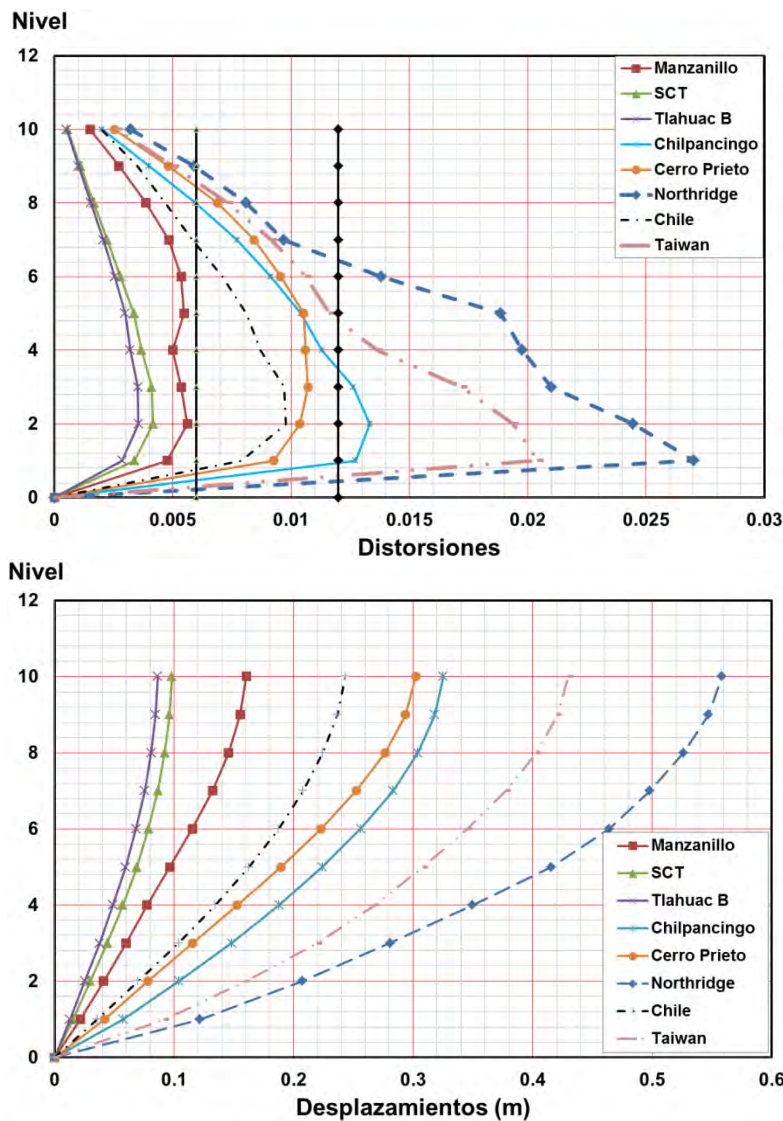 Nivel
12
10
8
6
4
2
0
Manzanillo
SCT
Tlahuac B
Chilpancingo
Cerro Prieto
Northridge
Chile
Taiwan
0 0.005 0.01 0.015 0.02 0.025 0.03
Distorsiones
Nivel
12
10
8
6
4
2
0
Manzanillo
SCT
Tlahuac B
Chilpancingo
Cerro Prieto
Northridge
Chile
Taiwan
0 0.1 0.2 0.3 0.4 0.5 0.6
Desplazamientos (m)